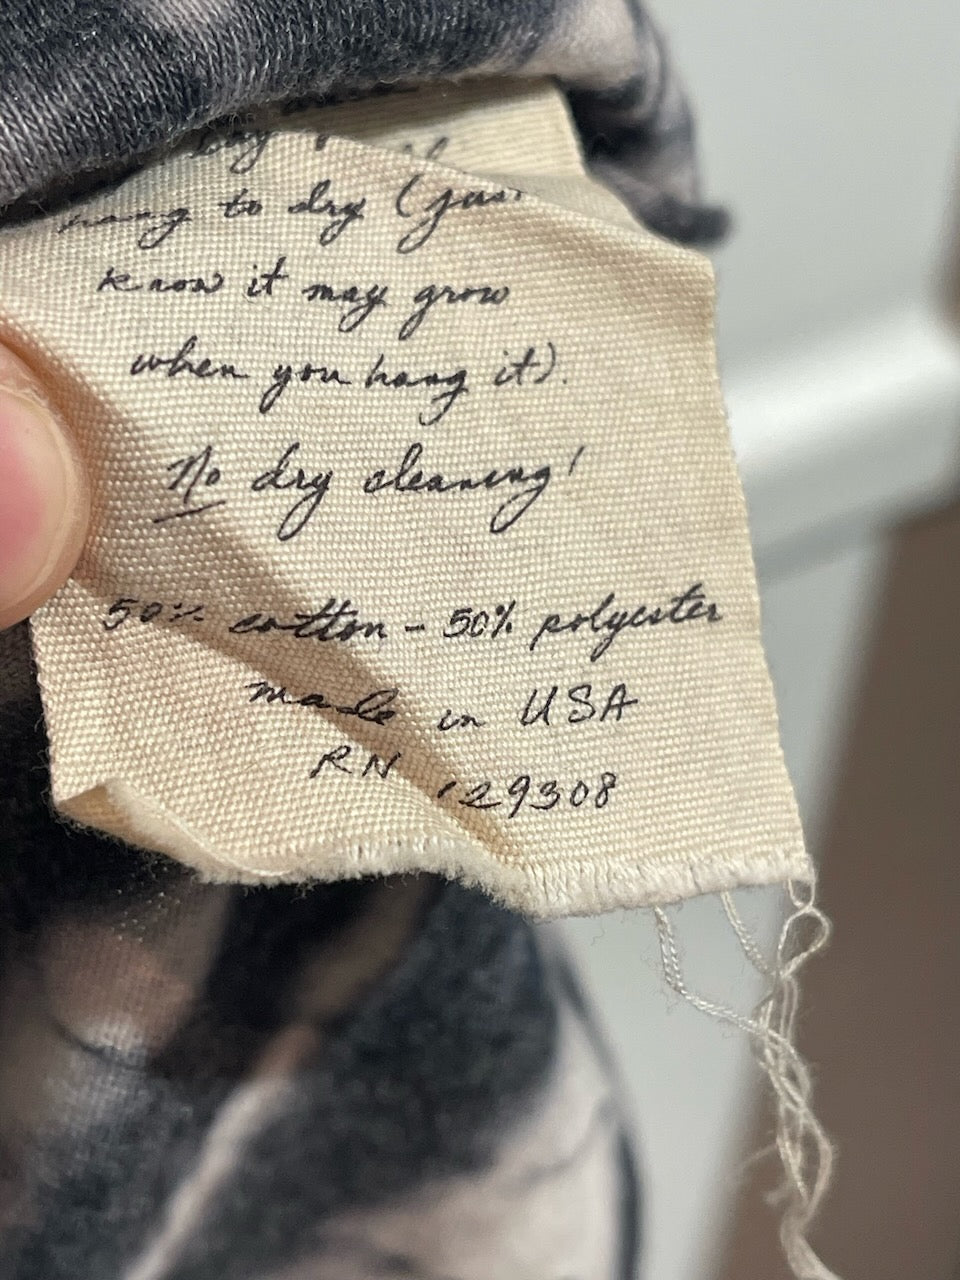 hang to dry (just
know it may grow
when you hang it).
No dry cleaning!
50% cotton - 50% polyester
made in USA
RN 129308